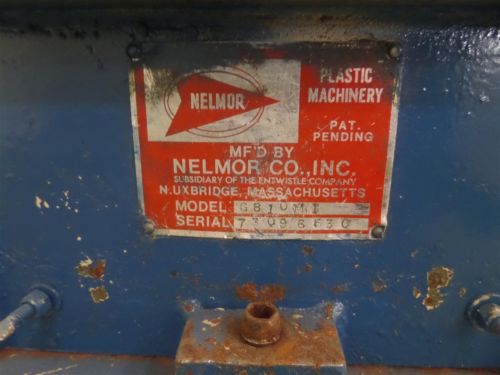 NELMOR
PLASTIC
MACHINERY
PAT.
PENDING
MF'D BY
NELMOR CO., INC.
SUBSIDIARY OF THE ENTWISTLE COMPANY
N. UXBRIDGE, MASSACHUSETTS
MODEL
SERIAL